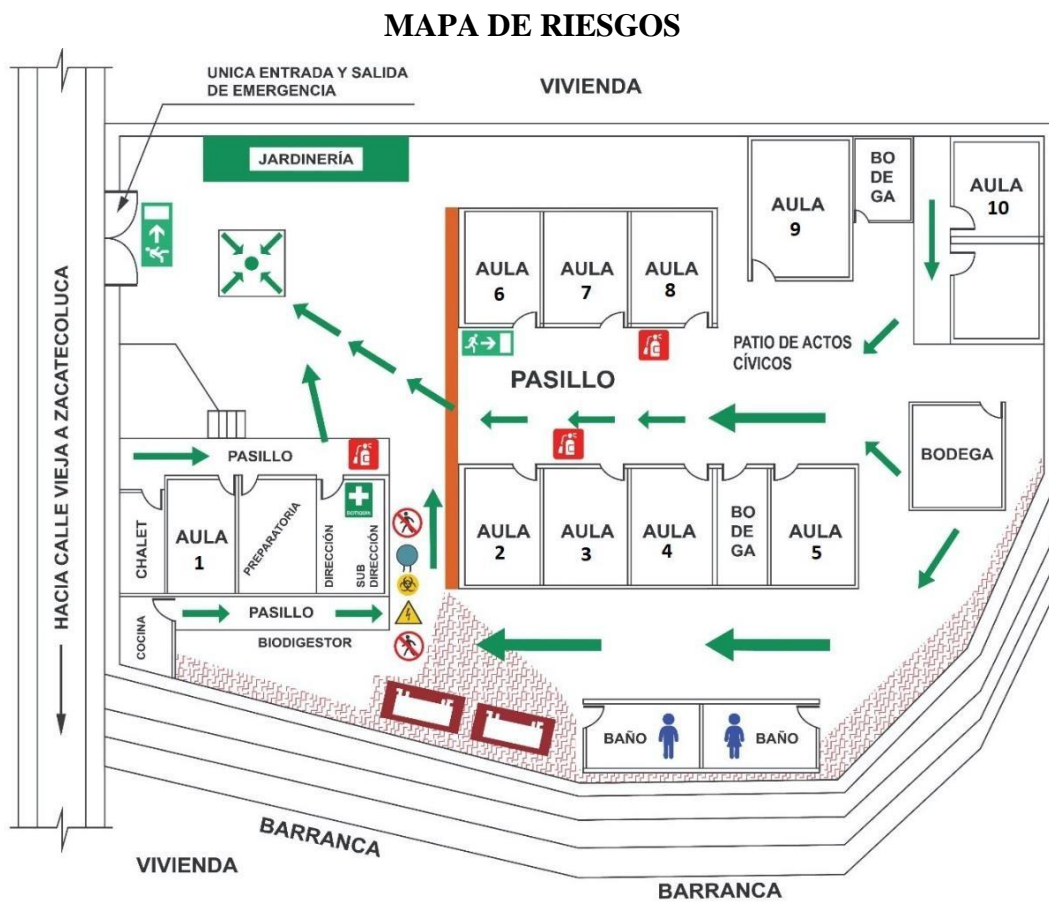 MAPA DE RIESGOS
UNICA ENTRADA Y SALIDA
DE EMERGENCIA
VIVIENDA
JARDINERÍA
HACIA CALLE VIEJA A ZACATECOLUCA
AULA
6
AULA
7
AULA
8
AULA
9
BO
DE
GA
AULA
10
PATIO DE ACTOS
CÍVICOS
PASILLO
PASILLO
BODEGA
CHALET
AULA
1
PREPARATORIA
DIRECCIÓN
SUB
DIRECCIÓN
BOTIQUIN
AULA
2
AULA
3
AULA
4
BO
DE
GA
AULA
5
COCINA
PASILLO
BIODIGESTOR
BAÑO
BAÑO
BARRANCA
VIVIENDA
BARRANCA